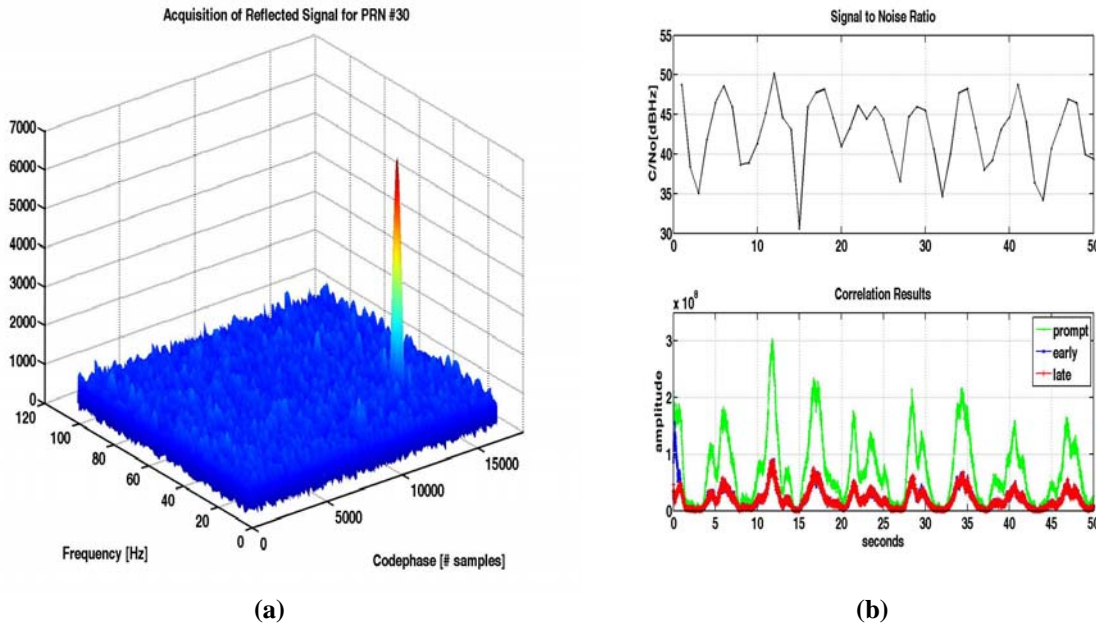 Acquisition of Reflected Signal for PRN #30
7000
6000
5000
4000
3000
2000
1000
0
120
100
80
60
40
20
0
0
5000
10000
15000
Frequency [Hz]
Codephase [# samples]
(a)
Signal to Noise Ratio
C/No[dBHz]
55
50
45
40
35
30
0 10 20 30 40 50
Correlation Results
x 10⁸
prompt
early
late
amplitude
3
2
1
0
0 5 10 15 20 25 30 35 40 45 50
seconds
(b)